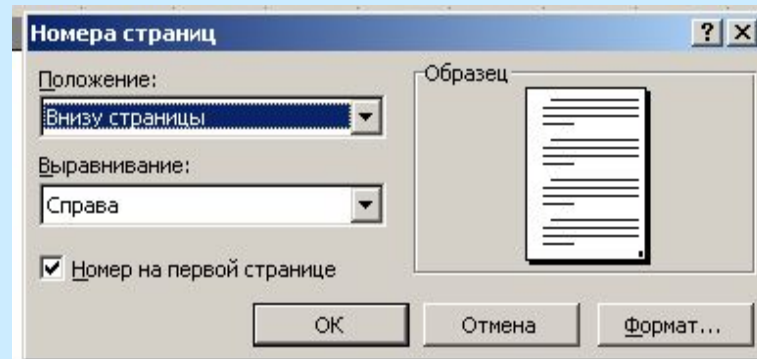 Номера страниц
Положение:
Внизу страницы
Выравнивание:
Справа
Номер на первой странице
Образец
ОК
Отмена
Формат...